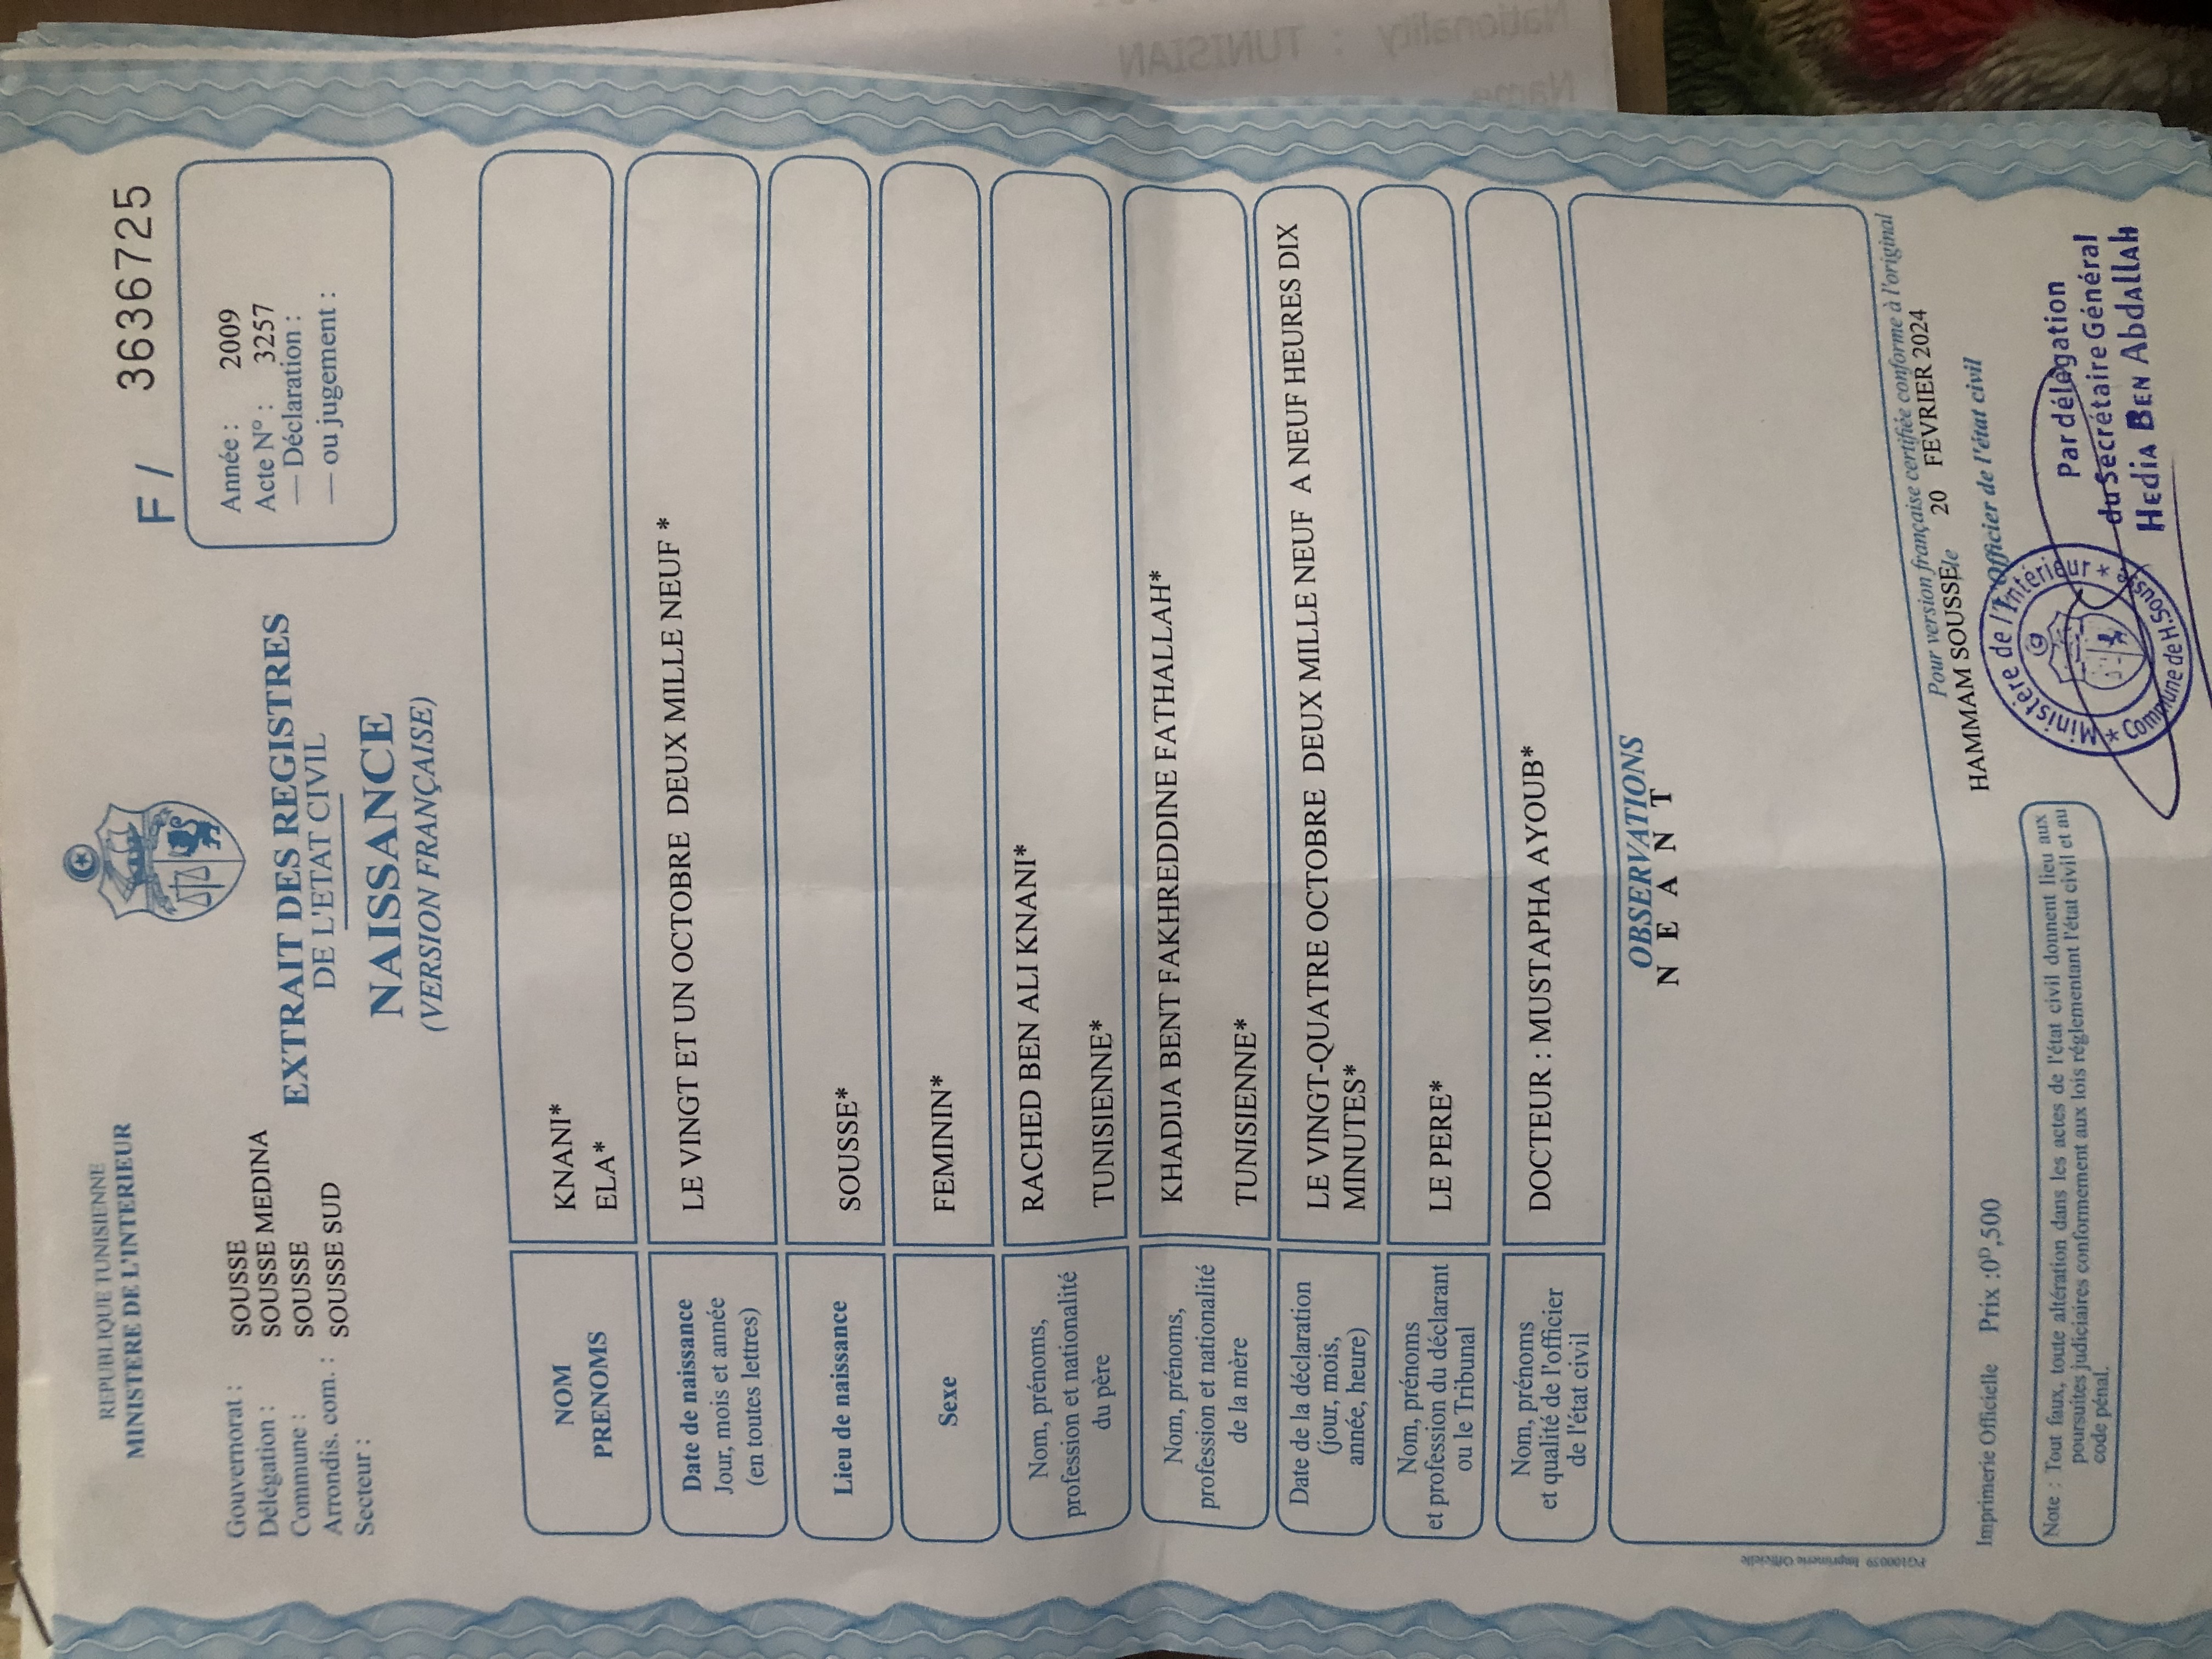 Nationality : TUNISIAN
Name
REPUBLIQUE TUNISIENNE
MINISTERE DE L'INTERIEUR
F / 3636725
Gouvernorat : SOUSSE
Délégation : SOUSSE MEDINA
Commune : SOUSSE
Arrondis. com. : SOUSSE SUD
Secteur :
EXTRAIT DES REGISTRES
DE L'ETAT CIVIL
NAISSANCE
(VERSION FRANÇAISE)
Année : 2009
Acte N° : 3257
— Déclaration :
— ou jugement :
NOM
PRENOMS
KNANI*
ELA*
Date de naissance
Jour, mois et année
(en toutes lettres)
LE VINGT ET UN OCTOBRE DEUX MILLE NEUF *
Lieu de naissance
SOUSSE*
Sexe
FEMININ*
Nom, prénoms,
profession et nationalité
du père
RACHED BEN ALI KNANI*
TUNISIENNE*
Nom, prénoms,
profession et nationalité
de la mère
KHADIJA BENT FAKHREDDINE FATHALLAH*
TUNISIENNE*
Date de la déclaration
(jour, mois,
année, heure)
LE VINGT-QUATRE OCTOBRE DEUX MILLE NEUF A NEUF HEURES DIX
MINUTES*
Nom, prénoms
et profession du déclarant
ou le Tribunal
LE PERE*
Nom, prénoms
et qualité de l'officier
de l'état civil
DOCTEUR : MUSTAPHA AYOUB*
OBSERVATIONS
N E A N T
PG100039 Imprimerie Officielle
Pour version française certifiée conforme à l'original
HAMMAM SOUSSE le 20 FEVRIER 2024
l'Officier de l'état civil
Imprimerie Officielle Prix :0ᴰ,500
Note : Tout faux, toute altération dans les actes de l'état civil donnent lieu aux
poursuites judiciaires conformement aux lois réglementant l'état civil et au
code pénal.
* Ministère de l'Intérieur *
Commune de H.Sousse
Par délégation
du Secrétaire Général
HEDIA BEN AbdAllAH